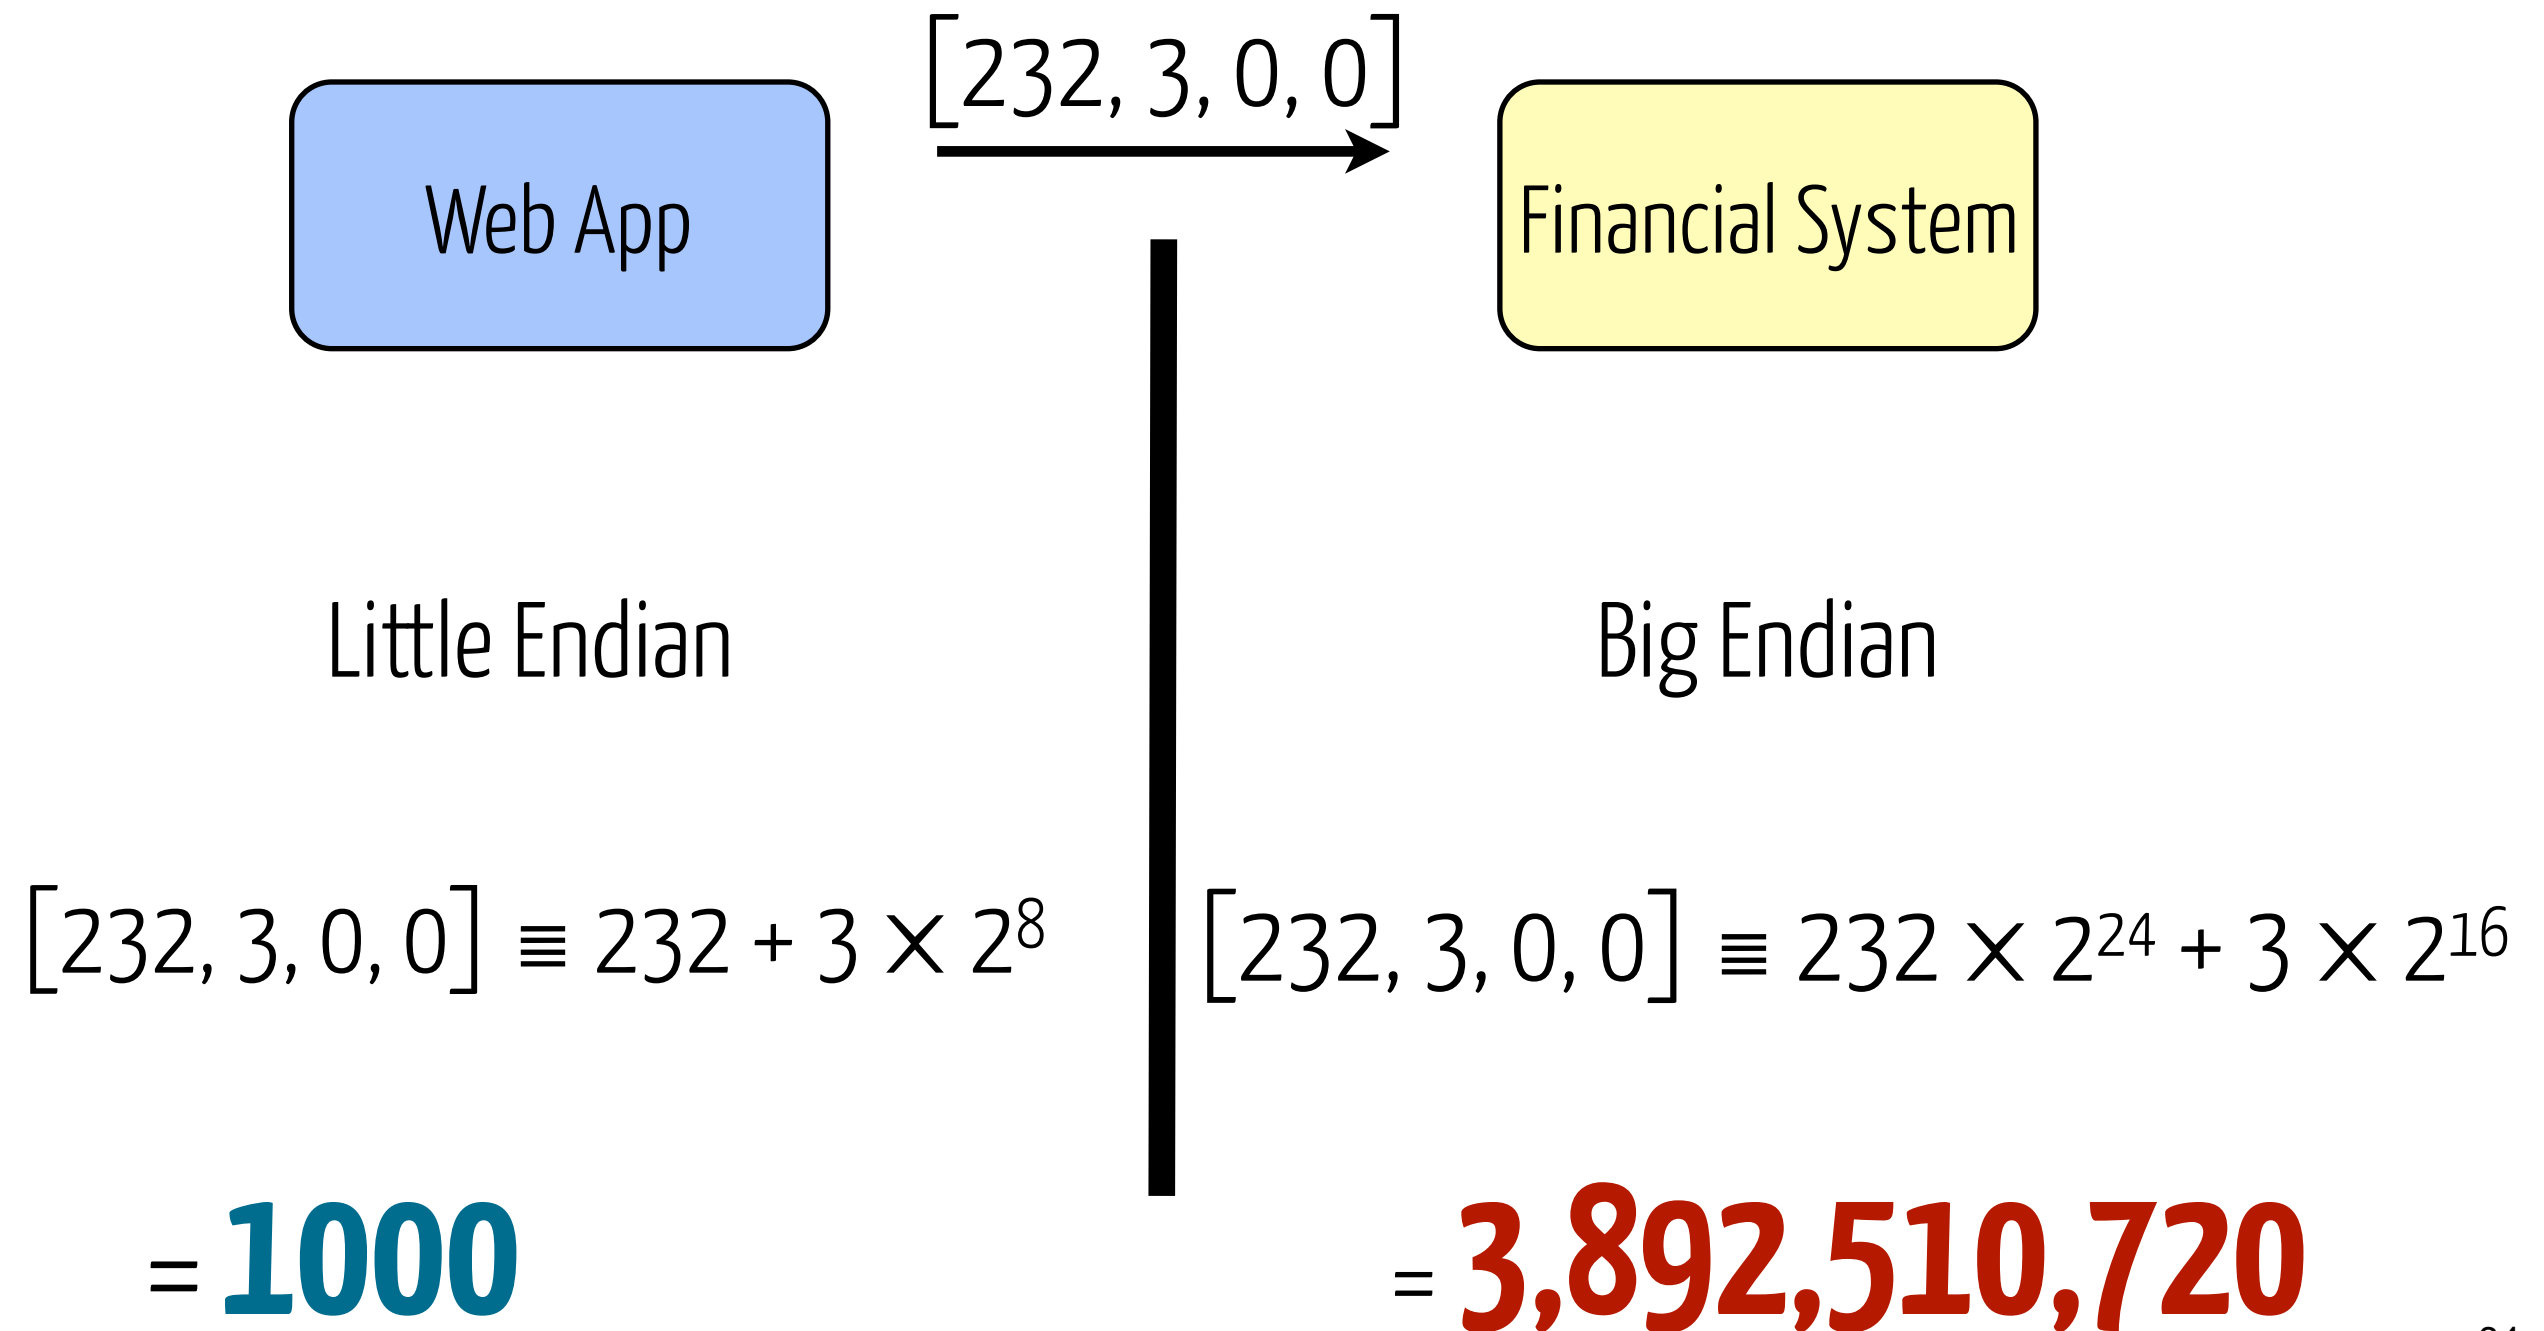 [232, 3, 0, 0]
Web App
Financial System
Little Endian
Big Endian
[232, 3, 0, 0] ≣ 232 + 3 × 2⁸
[232, 3, 0, 0] ≣ 232 × 2²⁴ + 3 × 2¹⁶
= 1000
= 3,892,510,720